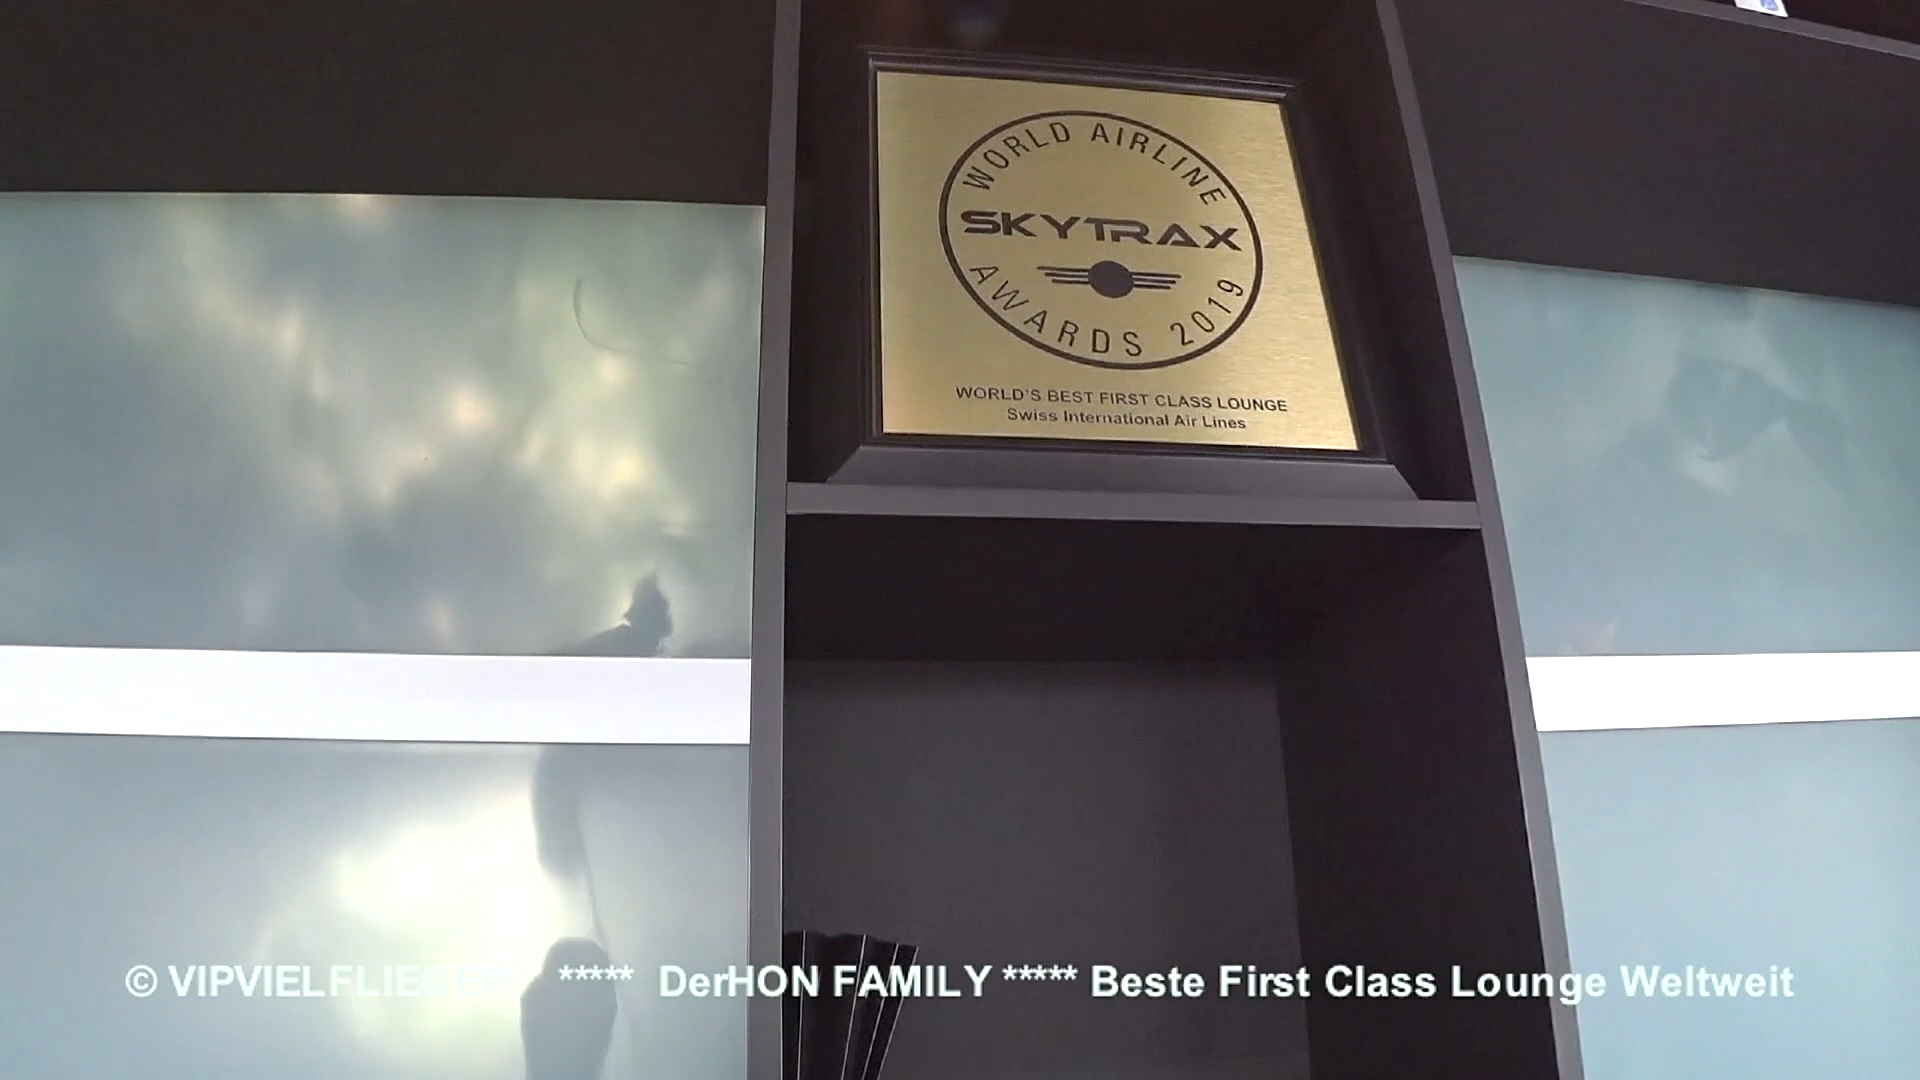 WORLD AIRLINE
SKYTRAX
AWARDS 2019
WORLD'S BEST FIRST CLASS LOUNGE
Swiss International Air Lines
© VIPVIELFLIEGER ***** DerHON FAMILY ***** Beste First Class Lounge Weltweit